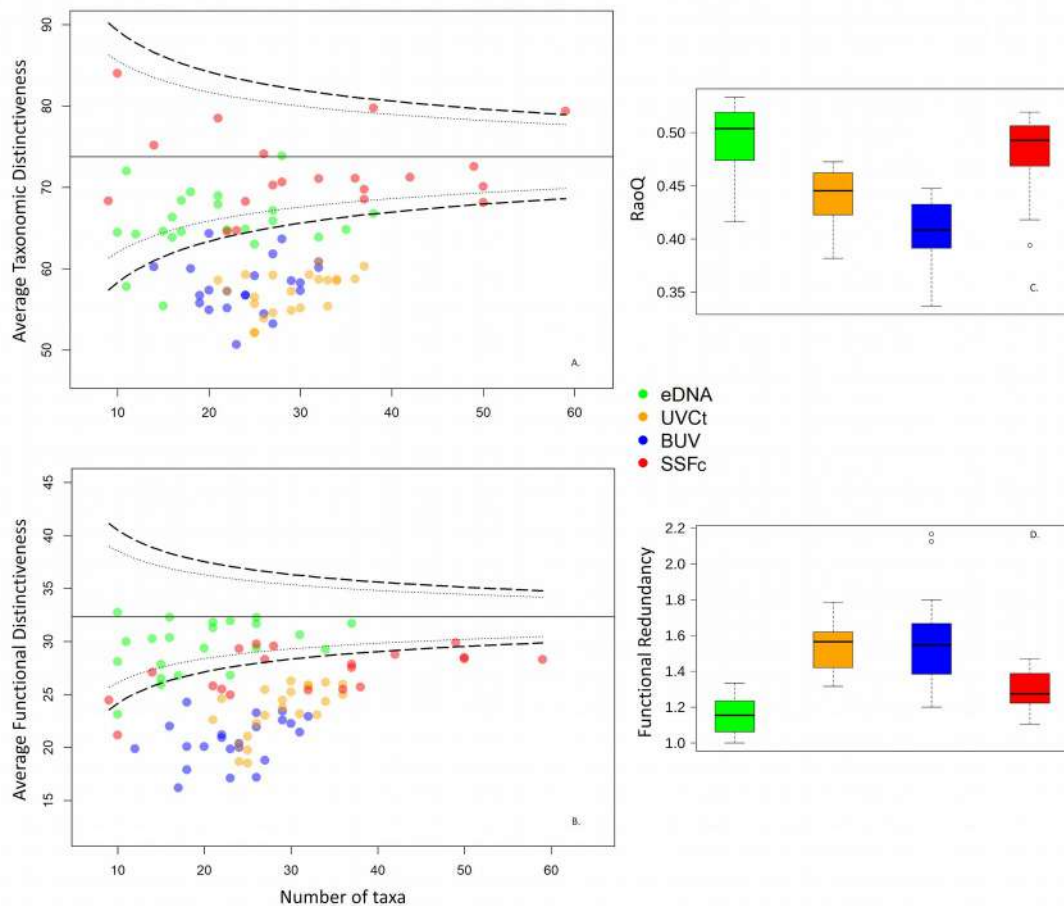 Average Taxonomic Distinctiveness
90
80
70
60
50
10 20 30 40 50 60
A.
RaoQ
0.50
0.45
0.40
0.35
C.
eDNA
UVCt
BUV
SSFc
Average Functional Distinctiveness
45
40
35
30
25
20
15
10 20 30 40 50 60
B.
Number of taxa
Functional Redundancy
2.2
2.0
1.8
1.6
1.4
1.2
1.0
D.